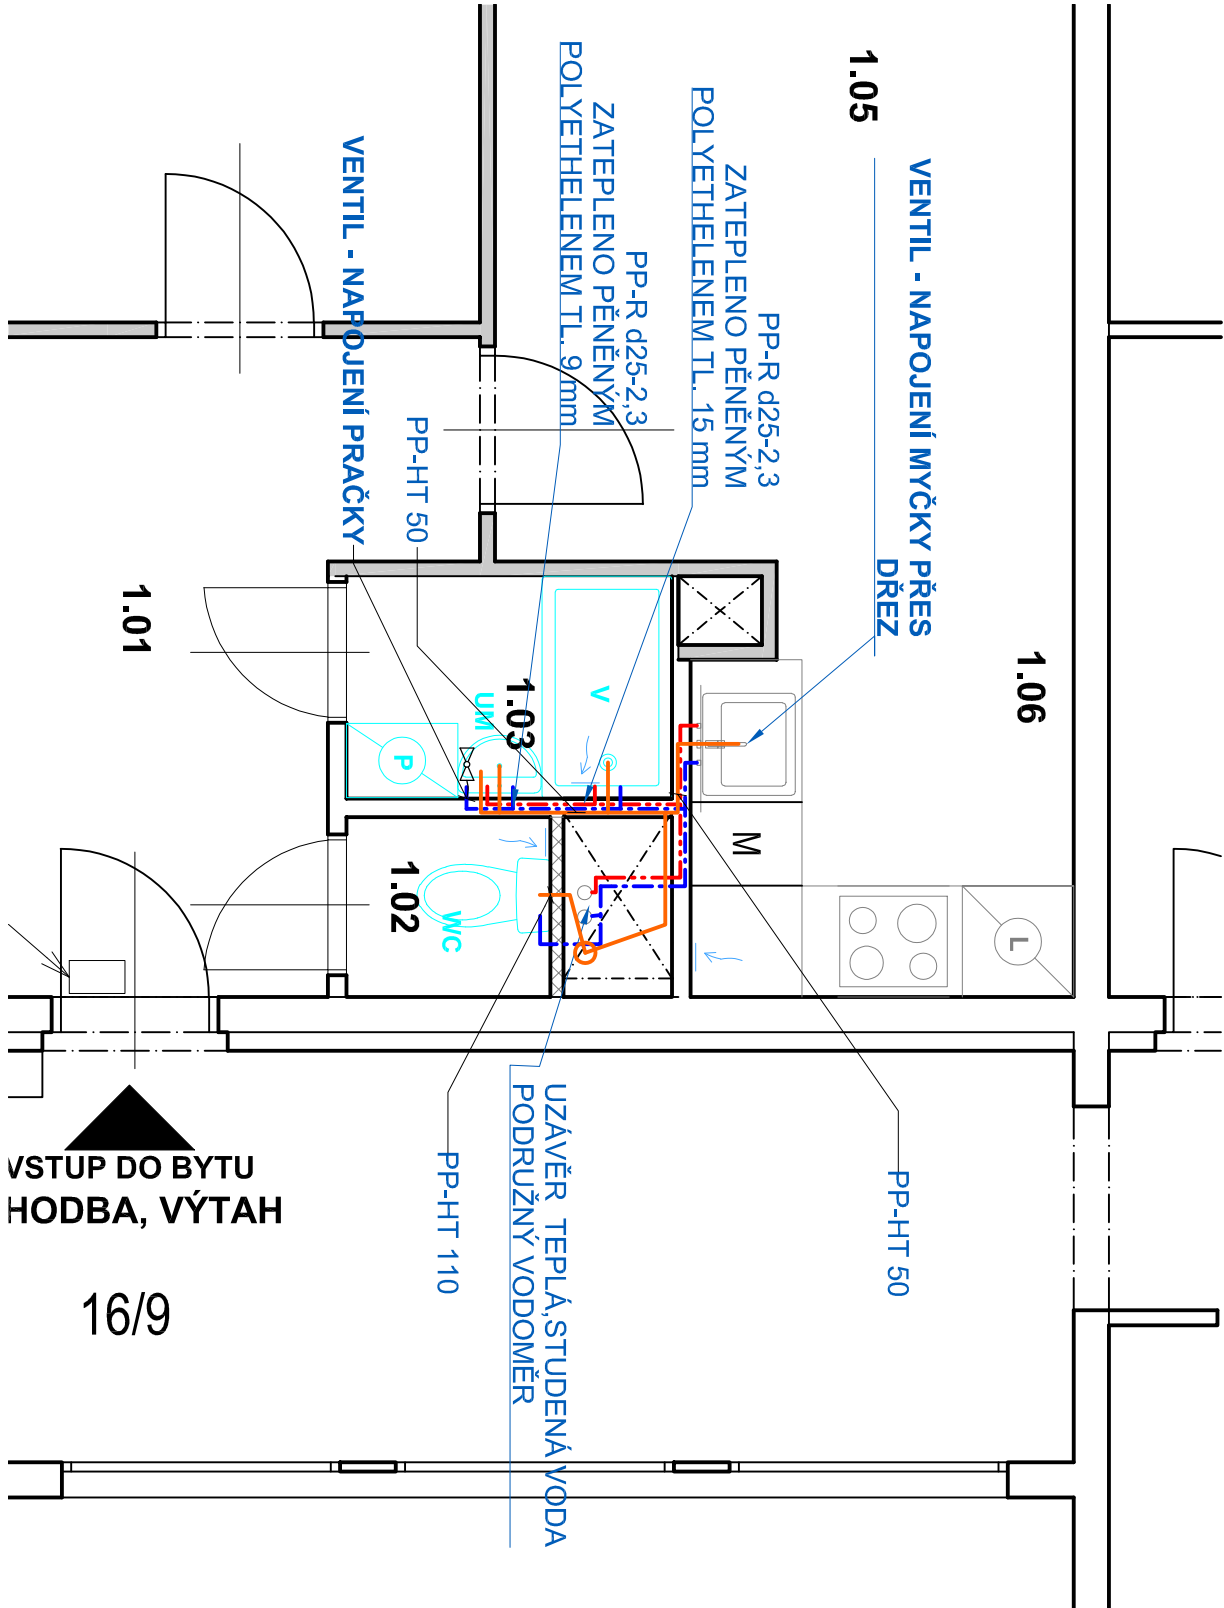 1.05
VENTIL - NAPOJENÍ MYČKY PŘES
DŘEZ
PP-R d25-2,3
ZATEPLENO PĚNĚNÝM
POLYETHELENEM TL. 15 mm
PP-R d25-2,3
ZATEPLENO PĚNĚNÝM
POLYETHELENEM TL. 9 mm
PP-HT 50
VENTIL - NAPOJENÍ PRAČKY
1.06
1.01
1.03
V
UM
P
M
L
1.02
WC
PP-HT 50
UZÁVĚR TEPLÁ,STUDENÁ VODA
PODRUŽNÝ VODOMĚR
PP-HT 110
VSTUP DO BYTU
HODBA, VÝTAH
16/9